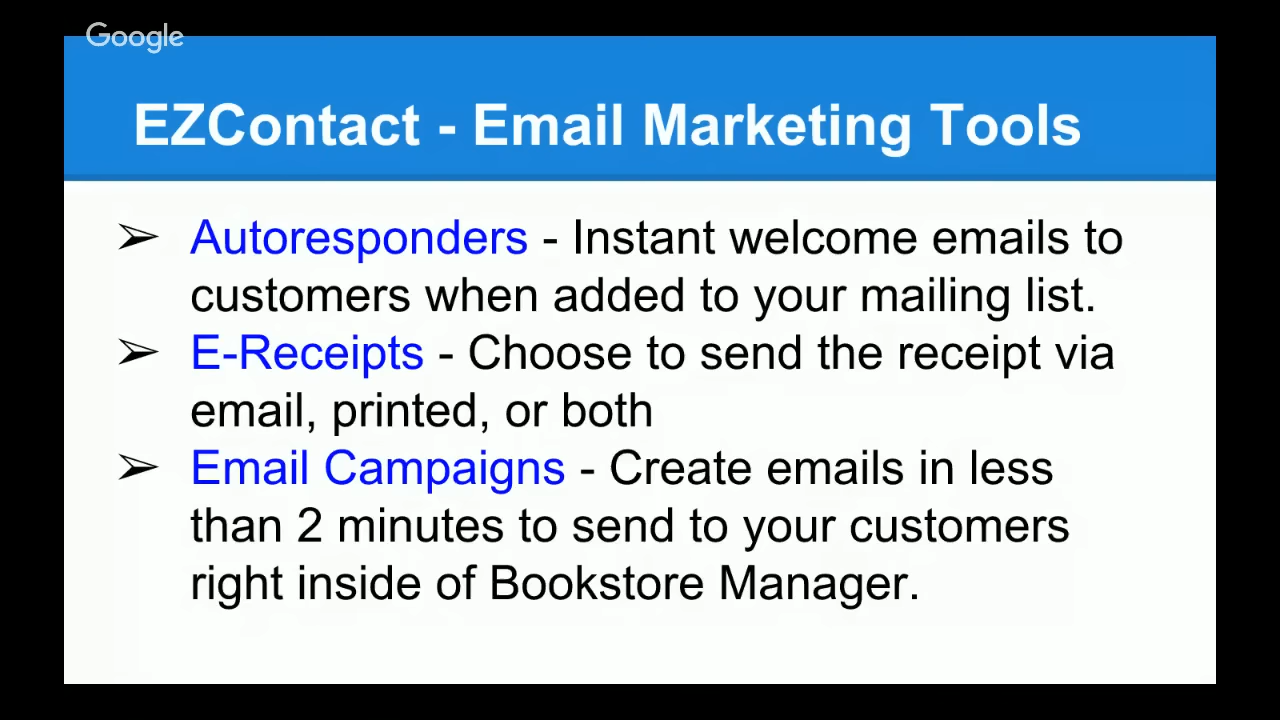 Google
EZContact - Email Marketing Tools
➢ Autoresponders - Instant welcome emails to
customers when added to your mailing list.
➢ E-Receipts - Choose to send the receipt via
email, printed, or both
➢ Email Campaigns - Create emails in less
than 2 minutes to send to your customers
right inside of Bookstore Manager.